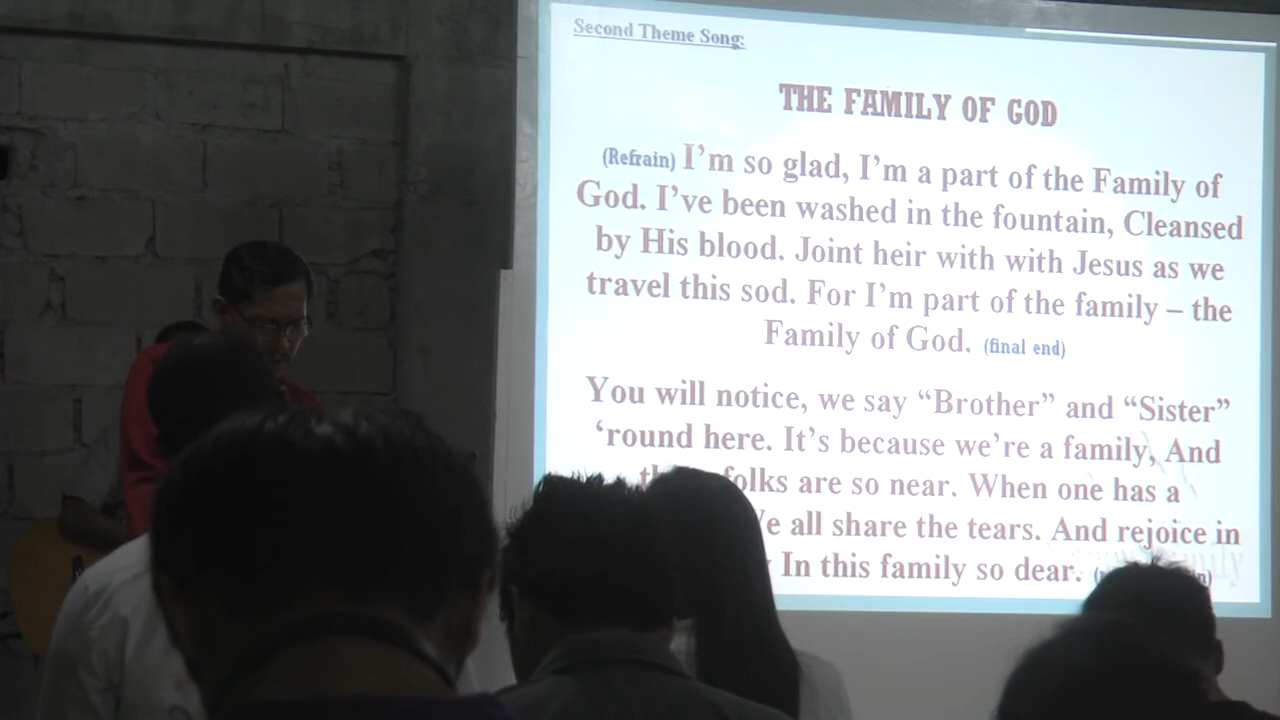 Second Theme Song:
THE FAMILY OF GOD
(Refrain) I'm so glad, I'm a part of the Family of
God. I've been washed in the fountain, Cleansed
by His blood. Joint heir with with Jesus as we
travel this sod. For I'm part of the family – the
Family of God. (final end)
You will notice, we say “Brother” and “Sister”
‘round here. It's because we're a family, And
folks are so near. When one has a
all share the tears. And rejoice in
In this family so dear.